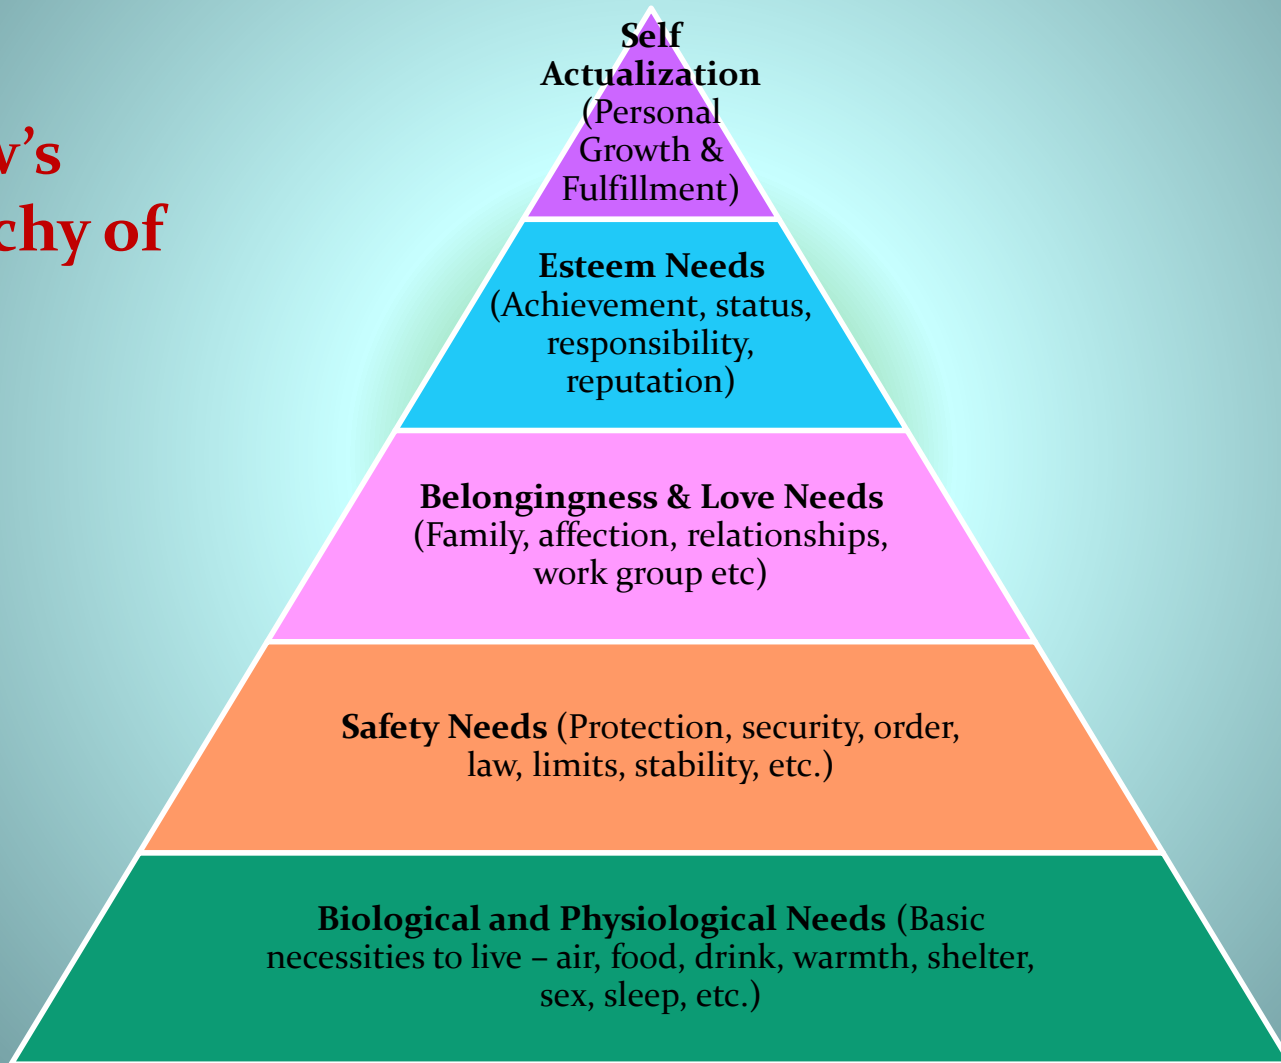 w's
chy of
Self
Actualization
(Personal
Growth &
Fulfillment)
Esteem Needs
(Achievement, status,
responsibility,
reputation)
Belongingness & Love Needs
(Family, affection, relationships,
work group etc)
Safety Needs (Protection, security, order,
law, limits, stability, etc.)
Biological and Physiological Needs (Basic
necessities to live – air, food, drink, warmth, shelter,
sex, sleep, etc.)